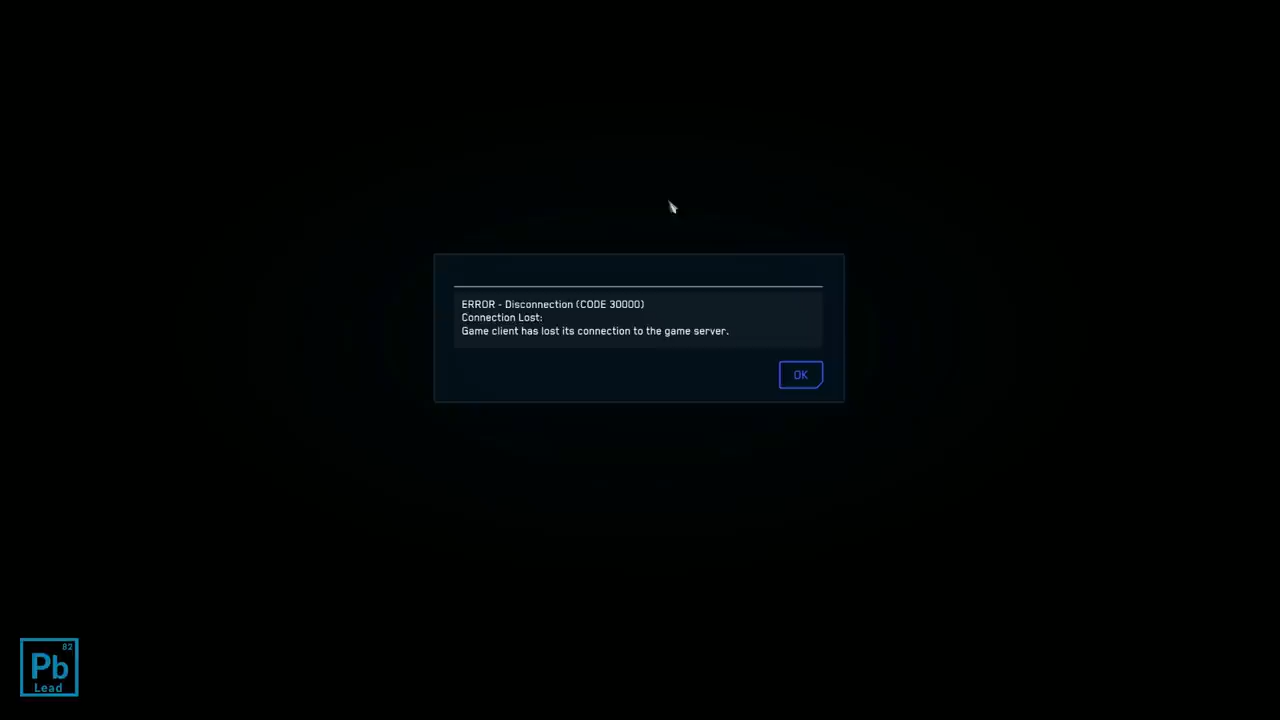 ERROR - Disconnection (CODE 30000)
Connection Lost:
Game client has lost its connection to the game server.
OK
82
Pb
Lead